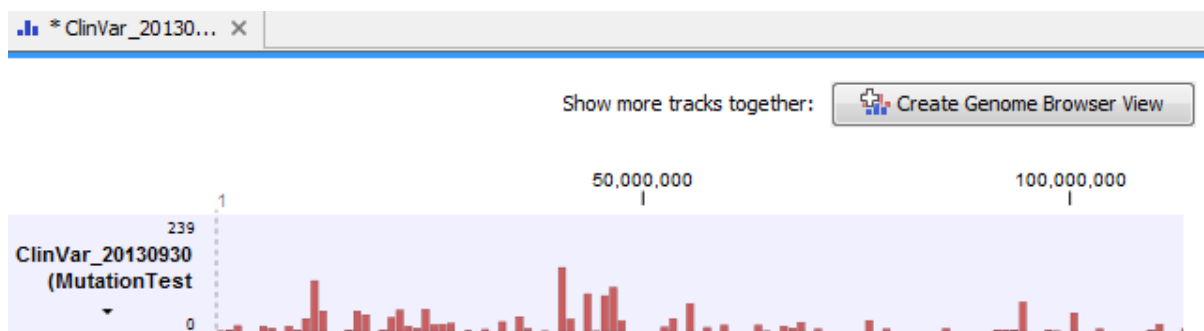 * ClinVar_20130...
Show more tracks together:
Create Genome Browser View
50,000,000
100,000,000
1
239
ClinVar_20130930
(MutationTest
0